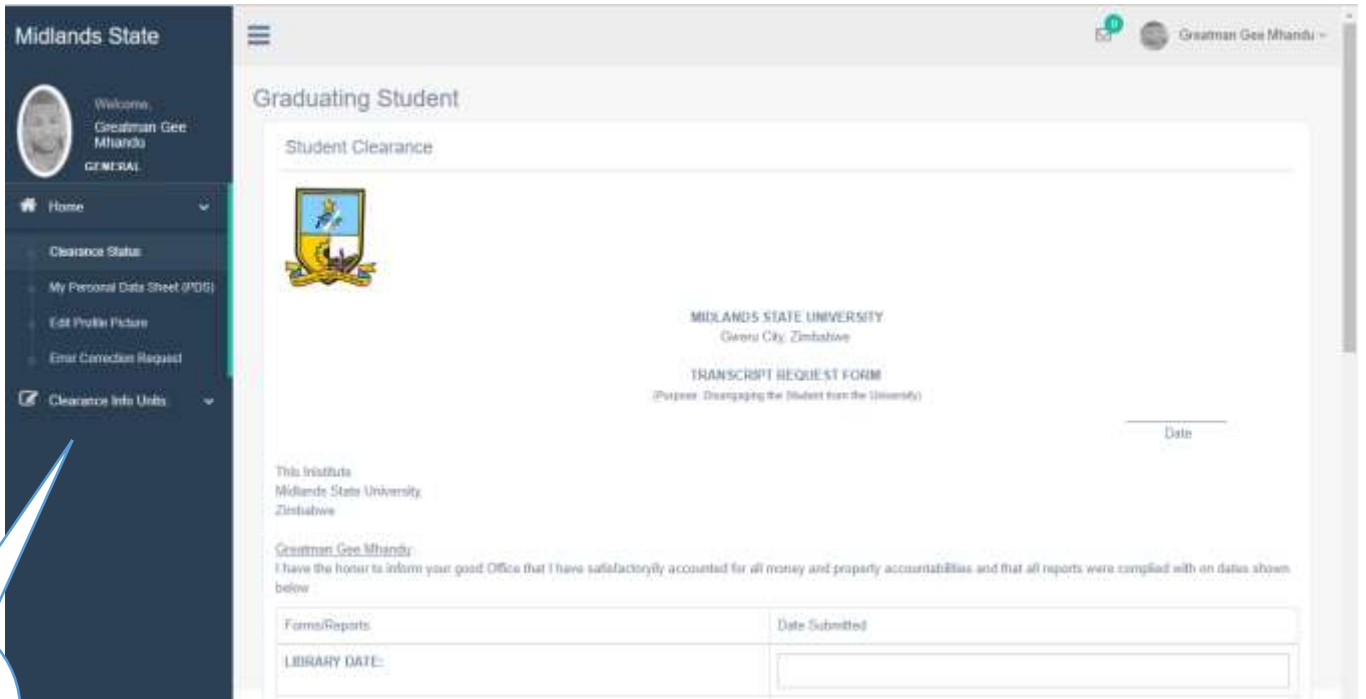 Midlands State
0
Greatman Gee Mhandu
Welcome,
Greatman Gee
Mhandu
GENERAL
Home
Clearance Status
My Personal Data Sheet (PDS)
Edit Profile Picture
Error Correction Request
Clearance Info Units
Graduating Student
Student Clearance
MIDLANDS STATE UNIVERSITY
Gweru City, Zimbabwe
TRANSCRIPT REQUEST FORM
(Purpose: Disengaging the Student from the University)
Date
This Institute
Midlands State University,
Zimbabwe
Greatman Gee Mhandu
I have the honor to inform your good Office that I have satisfactoryily accounted for all money and property accountabilities and that all reports were complied with on dates shown
below
Forms/Reports
Date Submitted
LIBRARY DATE: